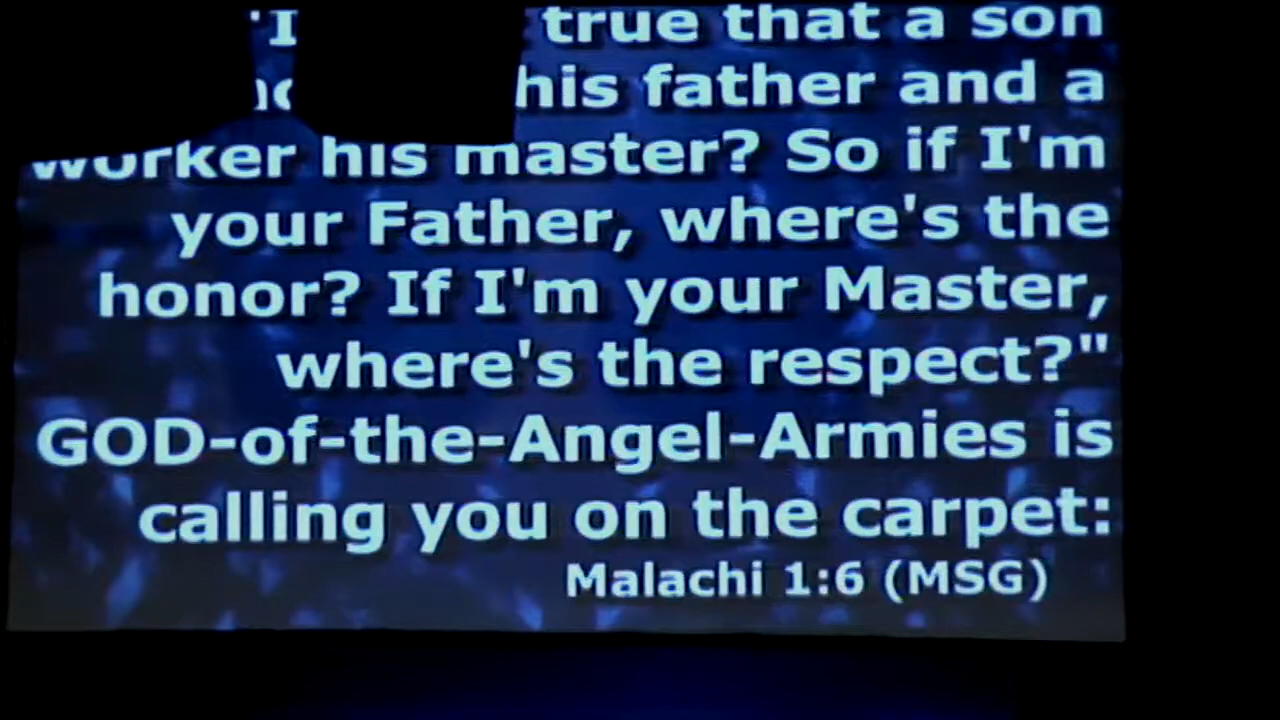 true that a son
his father and a
worker his master? So if I'm
your Father, where's the
honor? If I'm your Master,
where's the respect?"
GOD-of-the-Angel-Armies is
calling you on the carpet:
Malachi 1:6 (MSG)